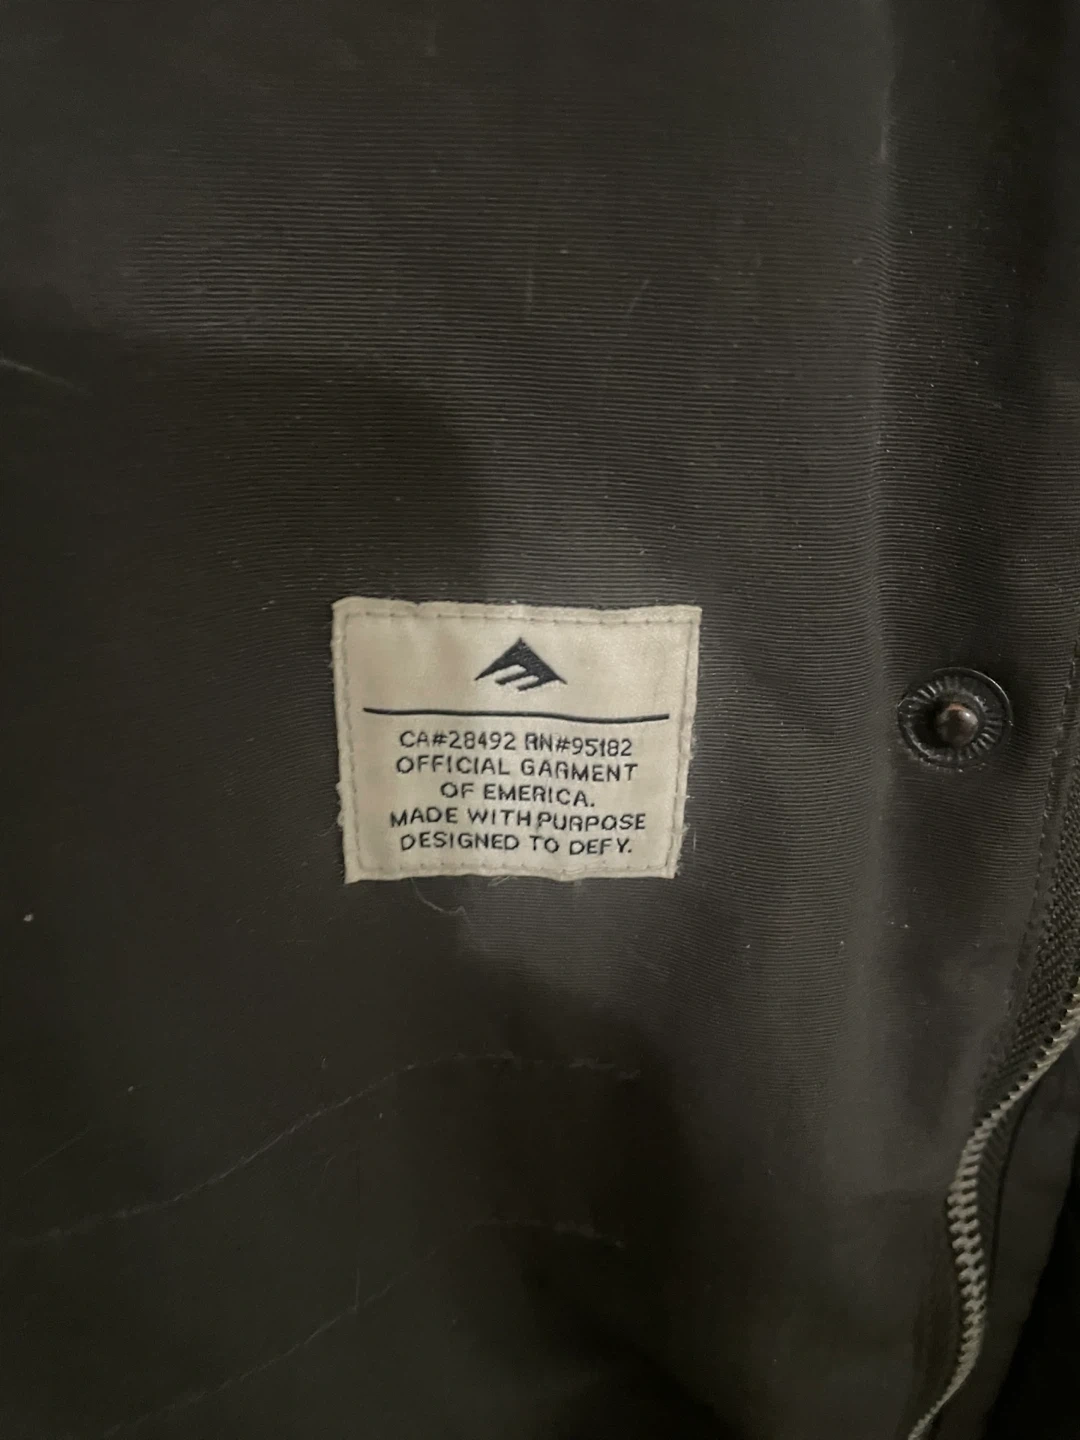 CA#28492 RN#95182
OFFICIAL GARMENT
OF EMERICA.
MADE WITH PURPOSE
DESIGNED TO DEFY.